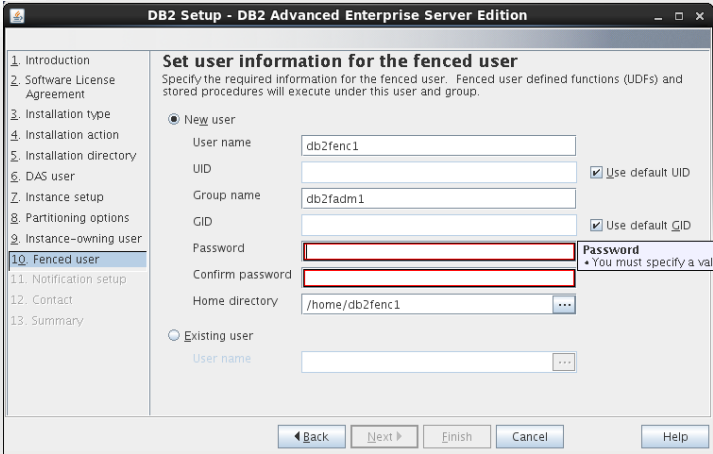 DB2 Setup - DB2 Advanced Enterprise Server Edition
1. Introduction
2. Software License
Agreement
3. Installation type
4. Installation action
5. Installation directory
6. DAS user
7. Instance setup
8. Partitioning options
9. Instance-owning user
10. Fenced user
11. Notification setup
12. Contact
13. Summary
Set user information for the fenced user
Specify the required information for the fenced user. Fenced user defined functions (UDFs) and
stored procedures will execute under this user and group.
New user
User name db2fenc1
UID Use default UID
Group name db2fadm1
GID Use default GID
Password
Password
• You must specify a val
Confirm password
Home directory /home/db2fenc1 ...
Existing user
User name ...
Back Next Finish Cancel Help